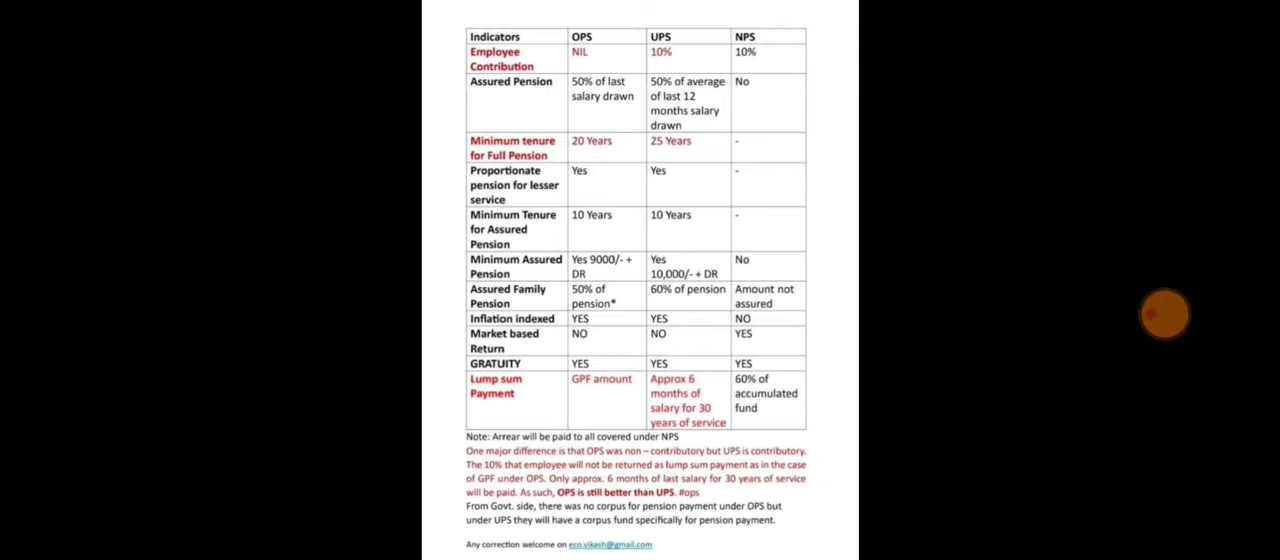 Indicators OPS UPS NPS
Employee NIL 10% 10%
Contribution
Assured Pension 50% of last 50% of average No
salary drawn of last 12
months salary
drawn
Minimum tenure 20 Years 25 Years -
for Full Pension
Proportionate Yes Yes -
pension for lesser
service
Minimum Tenure 10 Years 10 Years -
for Assured
Pension
Minimum Assured Yes 9000/- + Yes No
Pension DR 10,000/- + DR
Assured Family 50% of 60% of pension Amount not
Pension pension* assured
Inflation indexed YES YES NO
Market based NO NO YES
Return
GRATUITY YES YES YES
Lump sum GPF amount Approx 6 60% of
Payment months of accumulated
salary for 30 fund
years of service
Note: Arrear will be paid to all covered under NPS
One major difference is that OPS was non – contributory but UPS is contributory.
The 10% that employee will not be returned as lump sum payment as in the case
of GPF under OPS. Only approx. 6 months of last salary for 30 years of service
will be paid. As such, OPS is still better than UPS. #ops
From Govt. side, there was no corpus for pension payment under OPS but
under UPS they will have a corpus fund specifically for pension payment.
Any correction welcome on eco.vikash@gmail.com